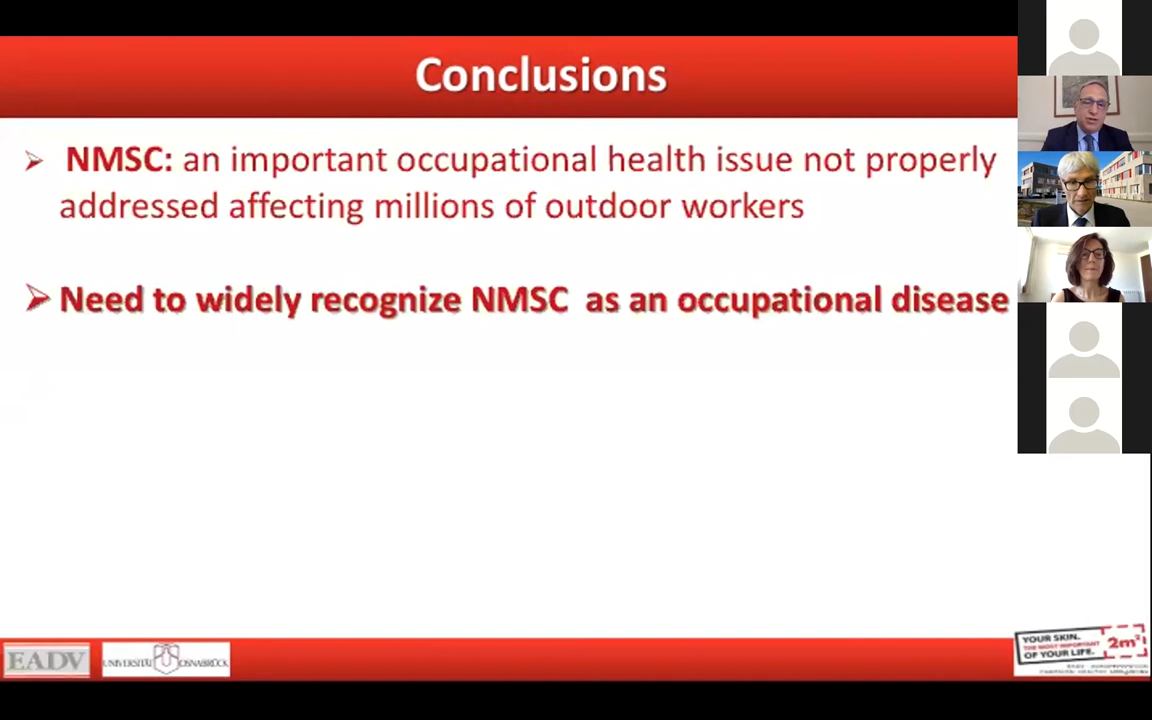 Conclusions
NMSC: an important occupational health issue not properly
addressed affecting millions of outdoor workers
Need to widely recognize NMSC as an occupational disease
EADV
UNIVERSITÄT OSNABRÜCK
YOUR SKIN.
THE MOST IMPORTANT
OF YOUR LIFE.
2m²